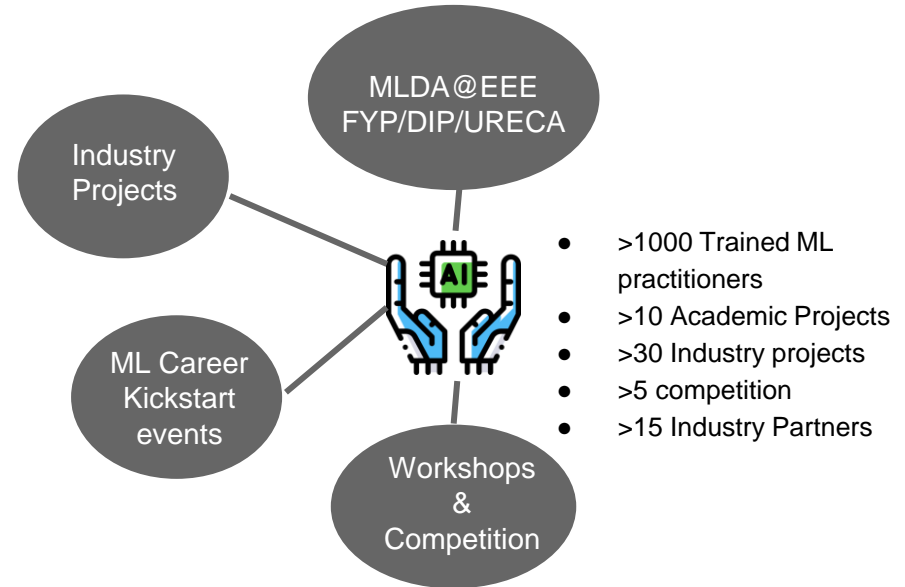 MLDA@EEE
FYP/DIP/URECA
Industry
Projects
AI
● >1000 Trained ML
practitioners
● >10 Academic Projects
● >30 Industry projects
● >5 competition
● >15 Industry Partners
ML Career
Kickstart
events
Workshops
&
Competition